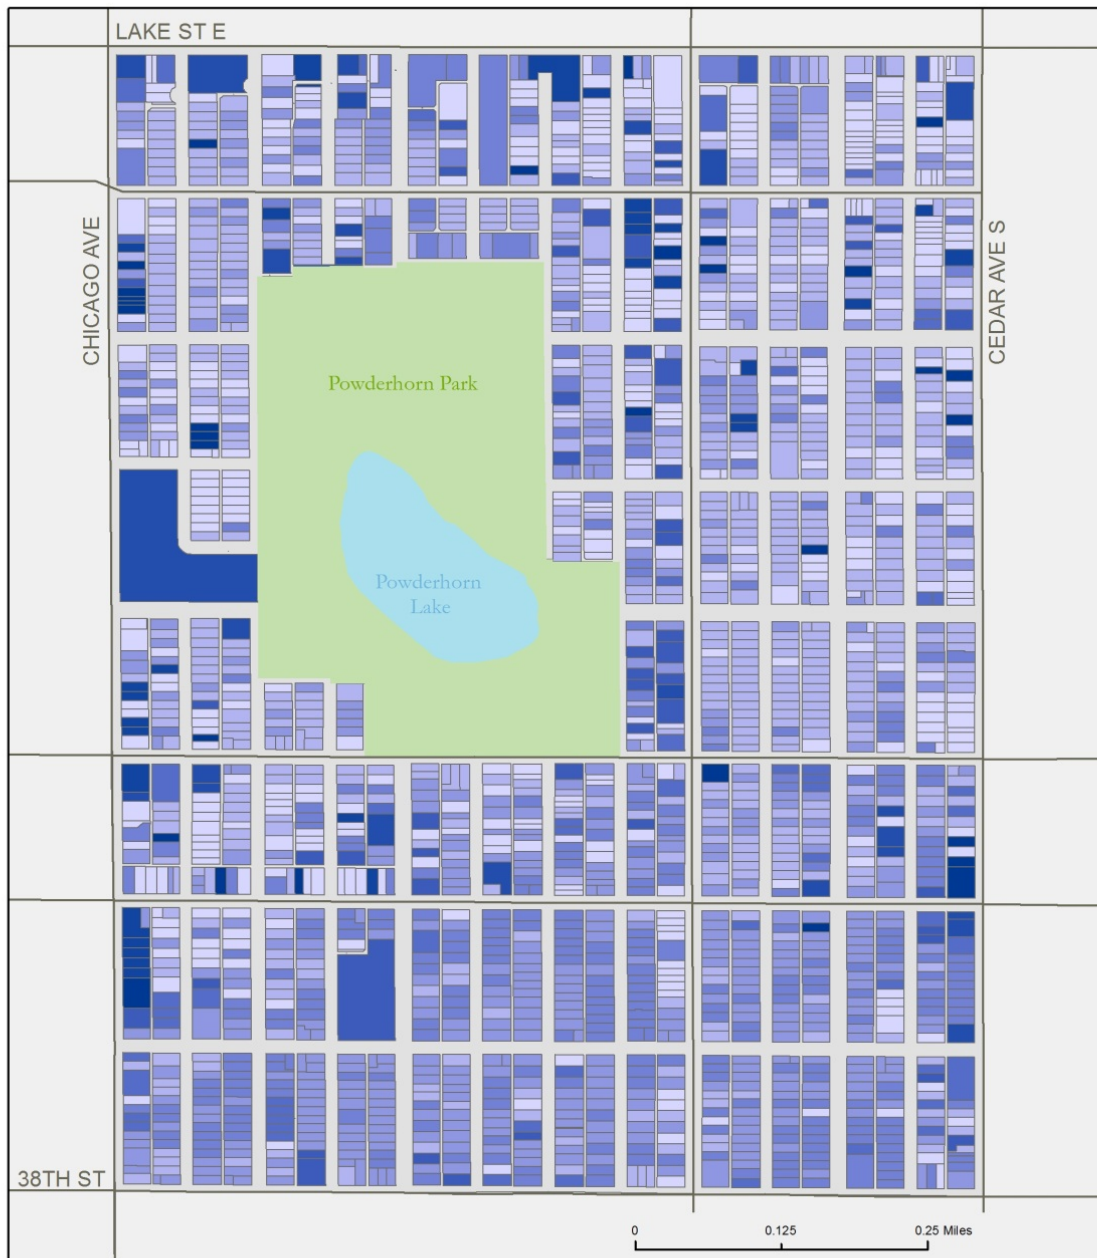 LAKE ST E
CHICAGO AVE
CEDAR AVE S
Powderhorn Park
Powderhorn
Lake
38TH ST
0 0.125 0.25 Miles